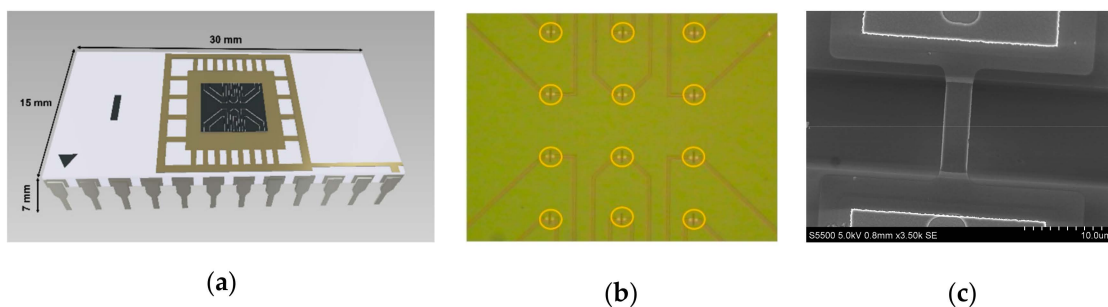 30 mm
15 mm
7 mm
S5500 5.0kV 0.8mm x3.50k SE
10.0um
(a)
(b)
(c)